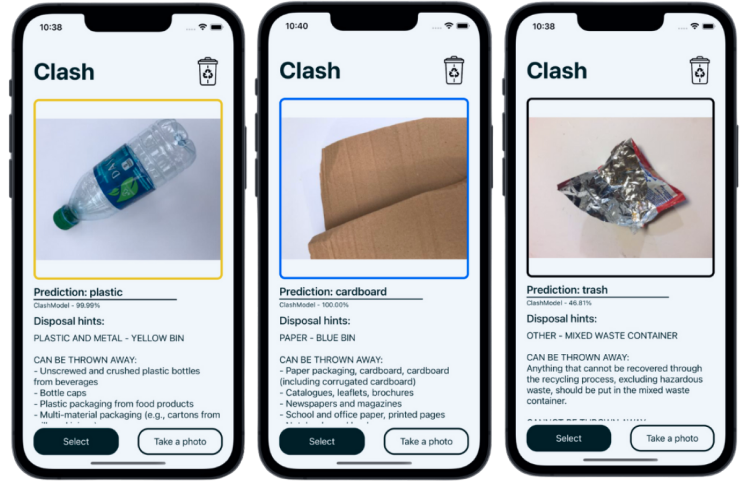 10:38
Clash
Prediction: plastic
ClashModel - 99.99%
Disposal hints:
PLASTIC AND METAL - YELLOW BIN
CAN BE THROWN AWAY:
- Unscrewed and crushed plastic bottles
from beverages
- Bottle caps
- Plastic packaging from food products
- Multi-material packaging (e.g., cartons from
Select
Take a photo
10:40
Clash
Prediction: cardboard
ClashModel - 100.00%
Disposal hints:
PAPER - BLUE BIN
CAN BE THROWN AWAY:
- Paper packaging, cardboard, cardboard
(including corrugated cardboard)
- Catalogues, leaflets, brochures
- Newspapers and magazines
- School and office paper, printed pages
Select
Take a photo
10:38
Clash
Prediction: trash
ClashModel - 46.81%
Disposal hints:
OTHER - MIXED WASTE CONTAINER
CAN BE THROWN AWAY:
Anything that cannot be recovered through
the recycling process, excluding hazardous
waste, should be put in the mixed waste
container.
Select
Take a photo